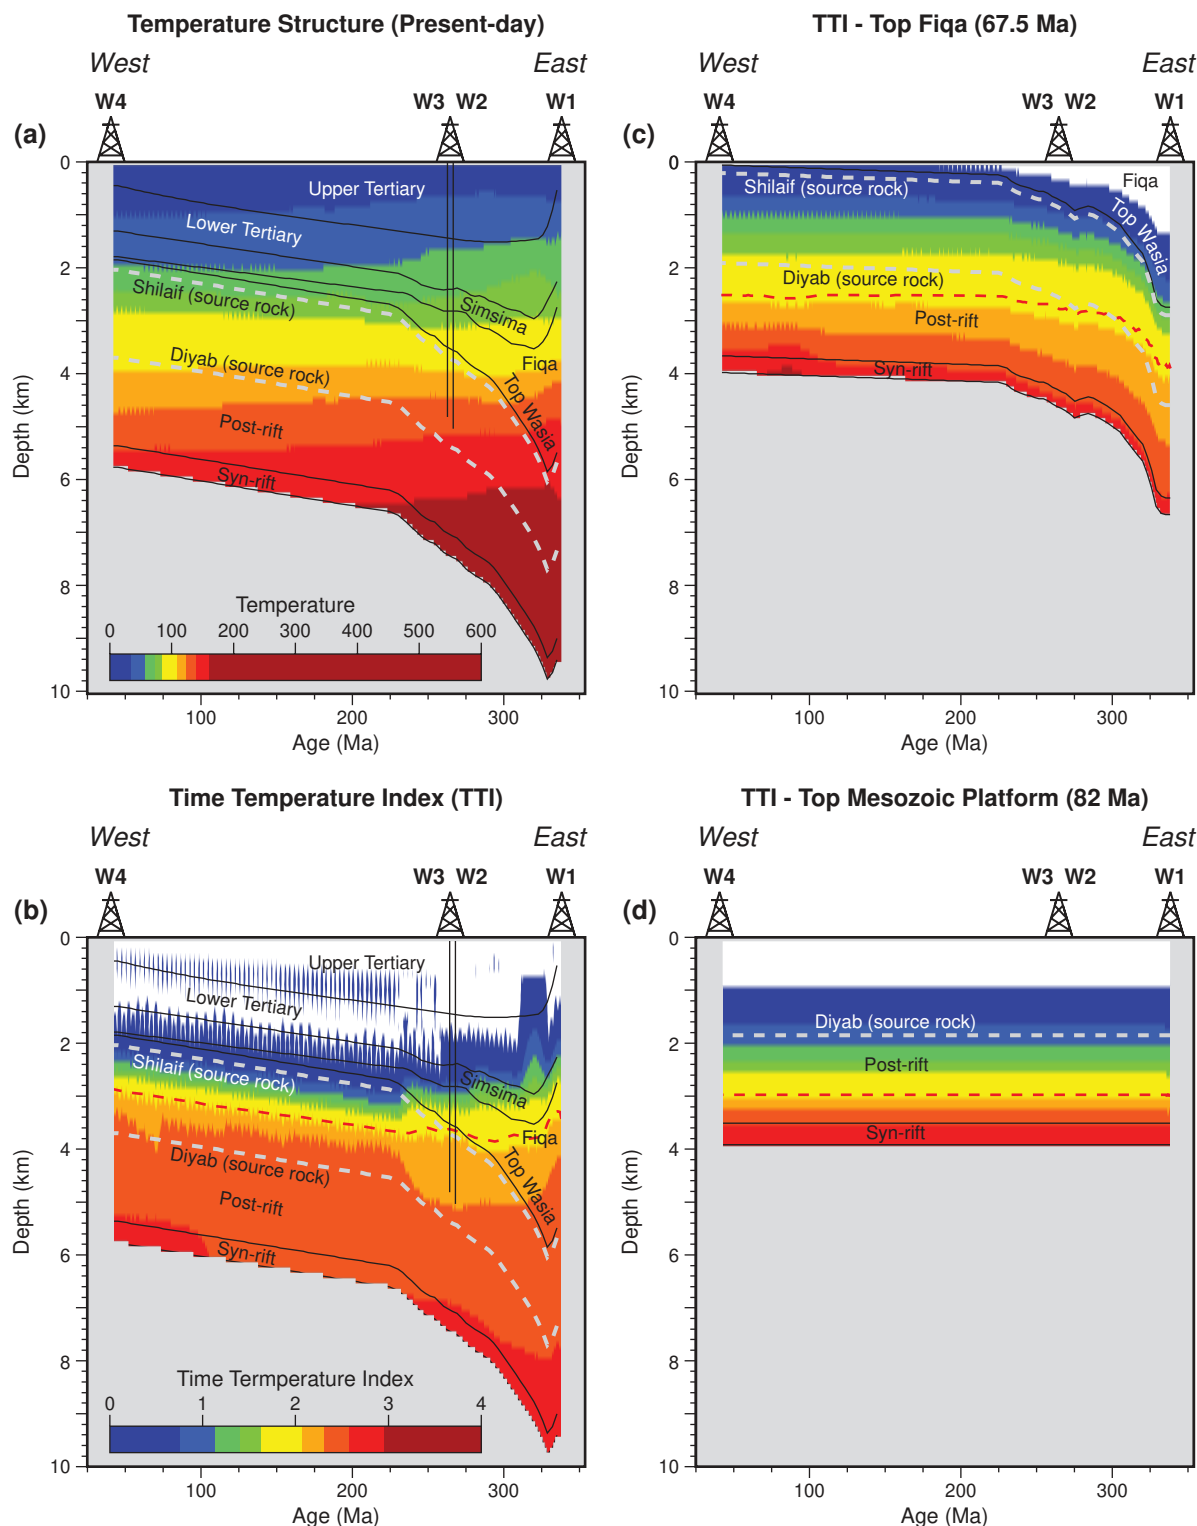 Temperature Structure (Present-day)
West
East
W4
W3 W2
W1
(a)
0
2
4
6
8
10
Depth (km)
Upper Tertiary
Lower Tertiary
Shilaif (source rock)
Simsima
Diyab (source rock)
Fiqa
Top Wasia
Post-rift
Syn-rift
Temperature
0 100 200 300 400 500 600
100 200 300
Age (Ma)
TTI - Top Fiqa (67.5 Ma)
West
East
W4
W3 W2
W1
(c)
0
2
4
6
8
10
Depth (km)
Fiqa
Shilaif (source rock)
Top Wasia
Diyab (source rock)
Post-rift
Syn-rift
100 200 300
Age (Ma)
Time Temperature Index (TTI)
West
East
W4
W3 W2
W1
(b)
0
2
4
6
8
10
Depth (km)
Upper Tertiary
Lower Tertiary
Shilaif (source rock)
Simsima
Fiqa
Diyab (source rock)
Top Wasia
Post-rift
Syn-rift
Time Termperature Index
0 1 2 3 4
100 200 300
Age (Ma)
TTI - Top Mesozoic Platform (82 Ma)
West
East
W4
W3 W2
W1
(d)
0
2
4
6
8
10
Depth (km)
Diyab (source rock)
Post-rift
Syn-rift
100 200 300
Age (Ma)